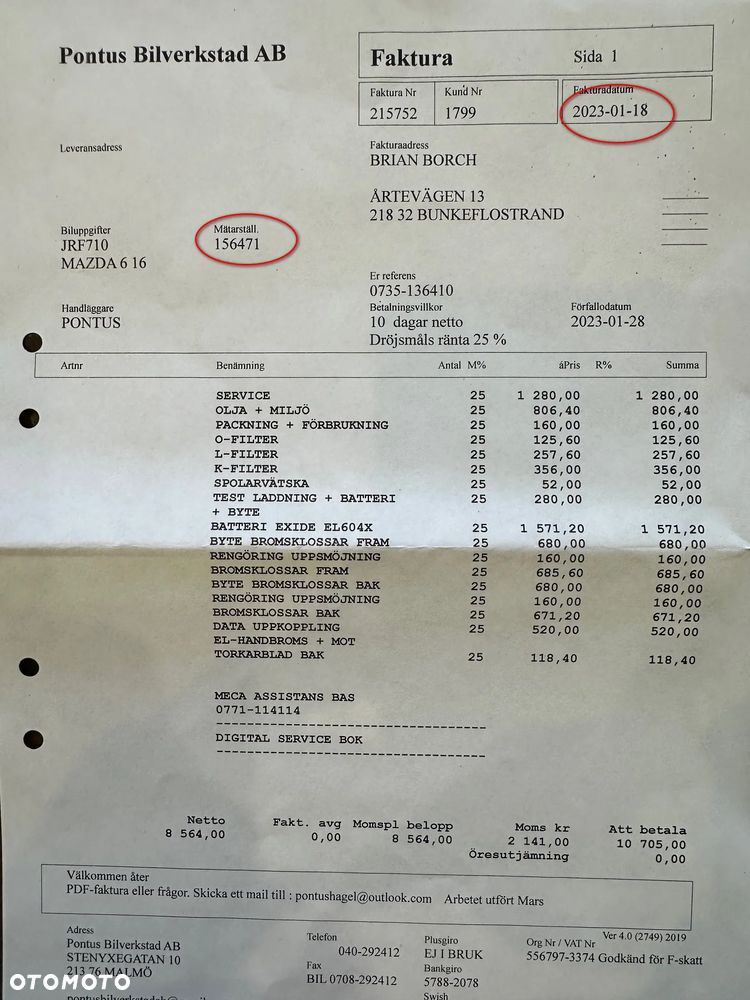 Pontus Bilverkstad AB
Faktura Sida 1
Faktura Nr Kund Nr Fakturadatum
215752 1799 2023-01-18
Leveransadress
Fakturaadress
BRIAN BORCH
ÅRTEVÄGEN 13
218 32 BUNKEFLOSTRAND
Biluppgifter Mätarställ.
JRF710 156471
MAZDA 6 16
Er referens
0735-136410
Handläggare Betalningsvillkor Förfallodatum
PONTUS 10 dagar netto 2023-01-28
Dröjsmåls ränta 25 %
Artnr Benämning Antal M% áPris R% Summa
SERVICE 25 1 280,00 1 280,00
OLJA + MILJÖ 25 806,40 806,40
PACKNING + FÖRBRUKNING 25 160,00 160,00
O-FILTER 25 125,60 125,60
L-FILTER 25 257,60 257,60
K-FILTER 25 356,00 356,00
SPOLARVÄTSKA 25 52,00 52,00
TEST LADDNING + BATTERI 25 280,00 280,00
+ BYTE
BATTERI EXIDE EL604X 25 1 571,20 1 571,20
BYTE BROMSKLOSSAR FRAM 25 680,00 680,00
RENGÖRING UPPSMÖJNING 25 160,00 160,00
BROMSKLOSSAR FRAM 25 685,60 685,60
BYTE BROMSKLOSSAR BAK 25 680,00 680,00
RENGÖRING UPPSMÖJNING 25 160,00 160,00
BROMSKLOSSAR BAK 25 671,20 671,20
DATA UPPKOPPLING 25 520,00 520,00
EL-HANDBROMS + MOT
TORKARBLAD BAK 25 118,40 118,40
MECA ASSISTANS BAS
0771-114114
DIGITAL SERVICE BOK
Netto Fakt. avg Momspl belopp Moms kr Att betala
8 564,00 0,00 8 564,00 2 141,00 10 705,00
Öresutjämning 0,00
Välkommen åter
PDF-faktura eller frågor. Skicka ett mail till : pontushagel@outlook.com Arbetet utfört Mars
Ver 4.0 (2749) 2019
Adress Telefon Plusgiro Org Nr / VAT Nr
Pontus Bilverkstad AB 040-292412 EJ I BRUK 556797-3374 Godkänd för F-skatt
STENYXEGATAN 10 Fax Bankgiro
213 76 MALMÖ BIL 0708-292412 5788-2078
Swish
OTOMOTO